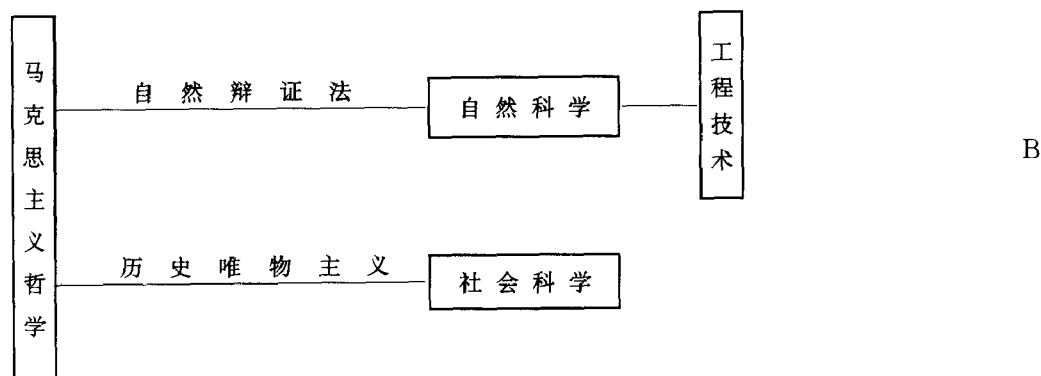 马克思主义哲学
自然辩证法
自然科学
工程技术
B
历史唯物主义
社会科学